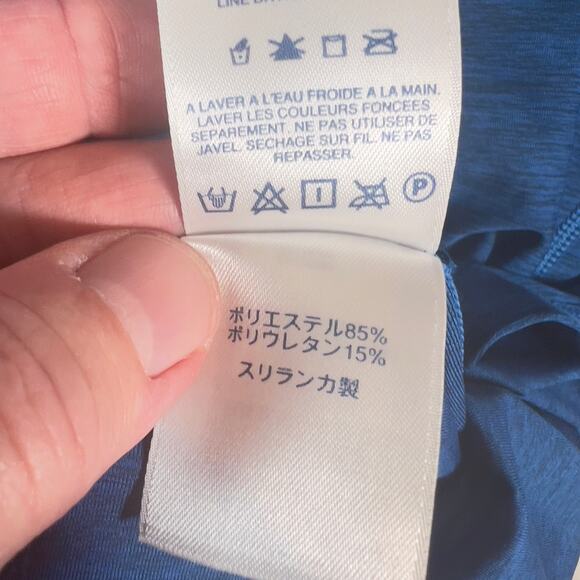 LINE
A LAVER A L'EAU FROIDE A LA MAIN.
LAVER LES COULEURS FONCEES
SEPAREMENT. NE PAS UTILISER DE
JAVEL. SECHAGE SUR FIL. NE PAS
REPASSER.
P
ポリエステル85%
ポリウレタン15%
スリランカ製